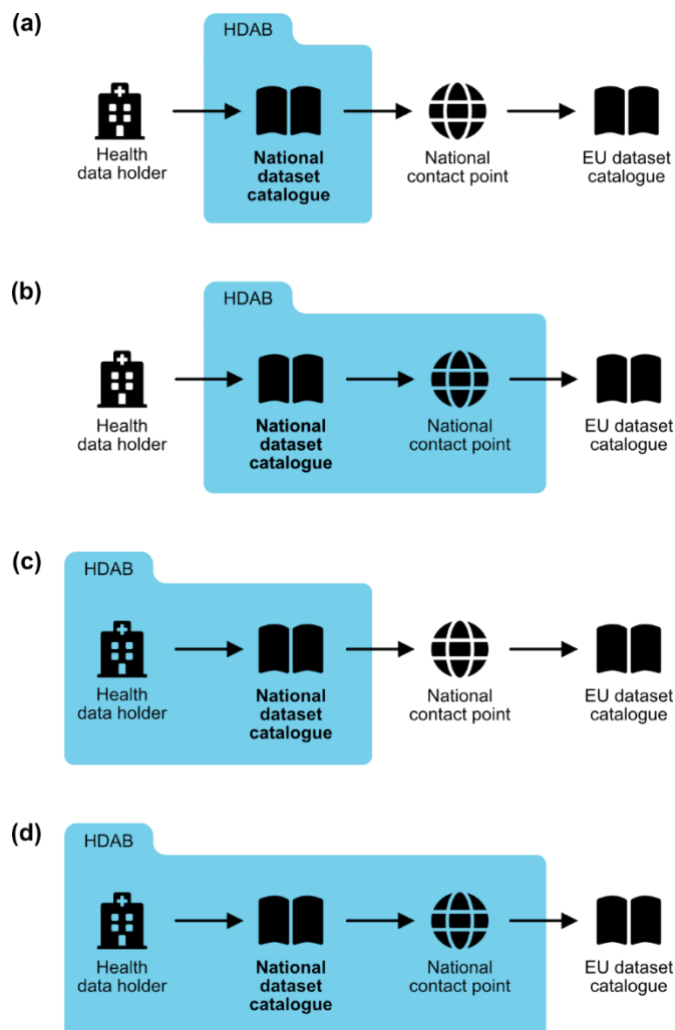 (a)
HDAB
Health
data holder
National
dataset
catalogue
National
contact point
EU dataset
catalogue
(b)
HDAB
Health
data holder
National
dataset
catalogue
National
contact point
EU dataset
catalogue
(c)
HDAB
Health
data holder
National
dataset
catalogue
National
contact point
EU dataset
catalogue
(d)
HDAB
Health
data holder
National
dataset
catalogue
National
contact point
EU dataset
catalogue